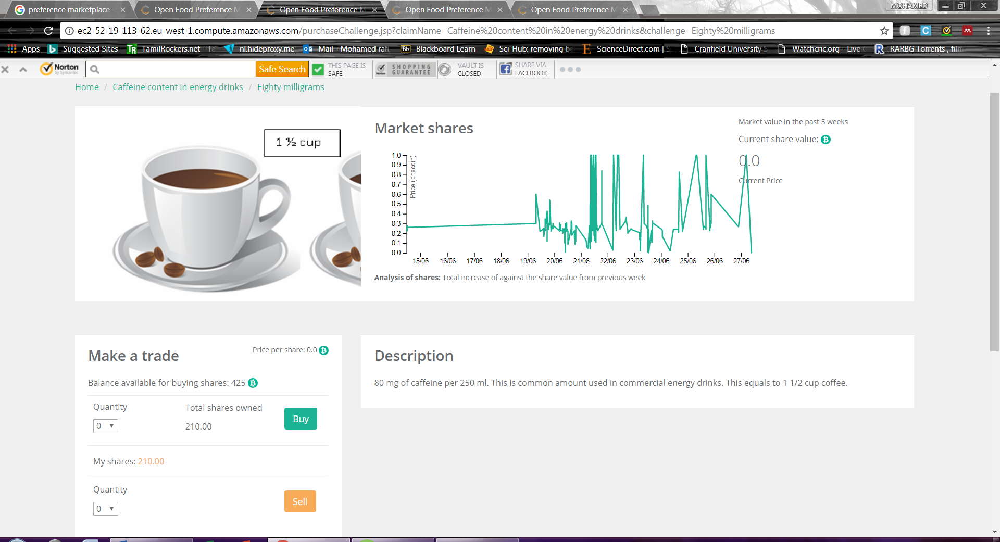 preference marketplace
Open Food Preference M
Open Food Preference
Open Food Preference M
Open Food Preference M
MOHAMED
ec2-52-19-113-62.eu-west-1.compute.amazonaws.com/purchaseChallenge.jsp?claimName=Caffeine%20content%20in%20energy%20drinks&challenge=Eighty%20milligrams
Apps
Suggested Sites
TamilRockers.net - Ta
nl.hideproxy.me
Mail - Mohamed rafi
Bb Blackboard Learn
Sci-Hub: removing ba
ScienceDirect.com | S
Cranfield University S
Watchcric.org - Live
RARBG Torrents , film
Norton
by Symantec
Safe Search
THIS PAGE IS
SAFE
Norton
SHOPPING
GUARANTEE
VAULT IS
CLOSED
SHARE VIA
FACEBOOK
Home / Caffeine content in energy drinks / Eighty milligrams
1 ½ cup
Market shares
Market value in the past 5 weeks
Current share value:
0.0
Current Price
Price (bitecoin)
1.0
0.9
0.8
0.7
0.6
0.5
0.4
0.3
0.2
0.1
0.0
15/06 16/06 17/06 18/06 19/06 20/06 21/06 22/06 23/06 24/06 25/06 26/06 27/06
Analysis of shares: Total increase of against the share value from previous week
Make a trade
Price per share: 0.0
Balance available for buying shares: 425
Quantity
Total shares owned
0
210.00
Buy
My shares: 210.00
Quantity
0
Sell
Description
80 mg of caffeine per 250 ml. This is common amount used in commercial energy drinks. This equals to 1 1/2 cup coffee.